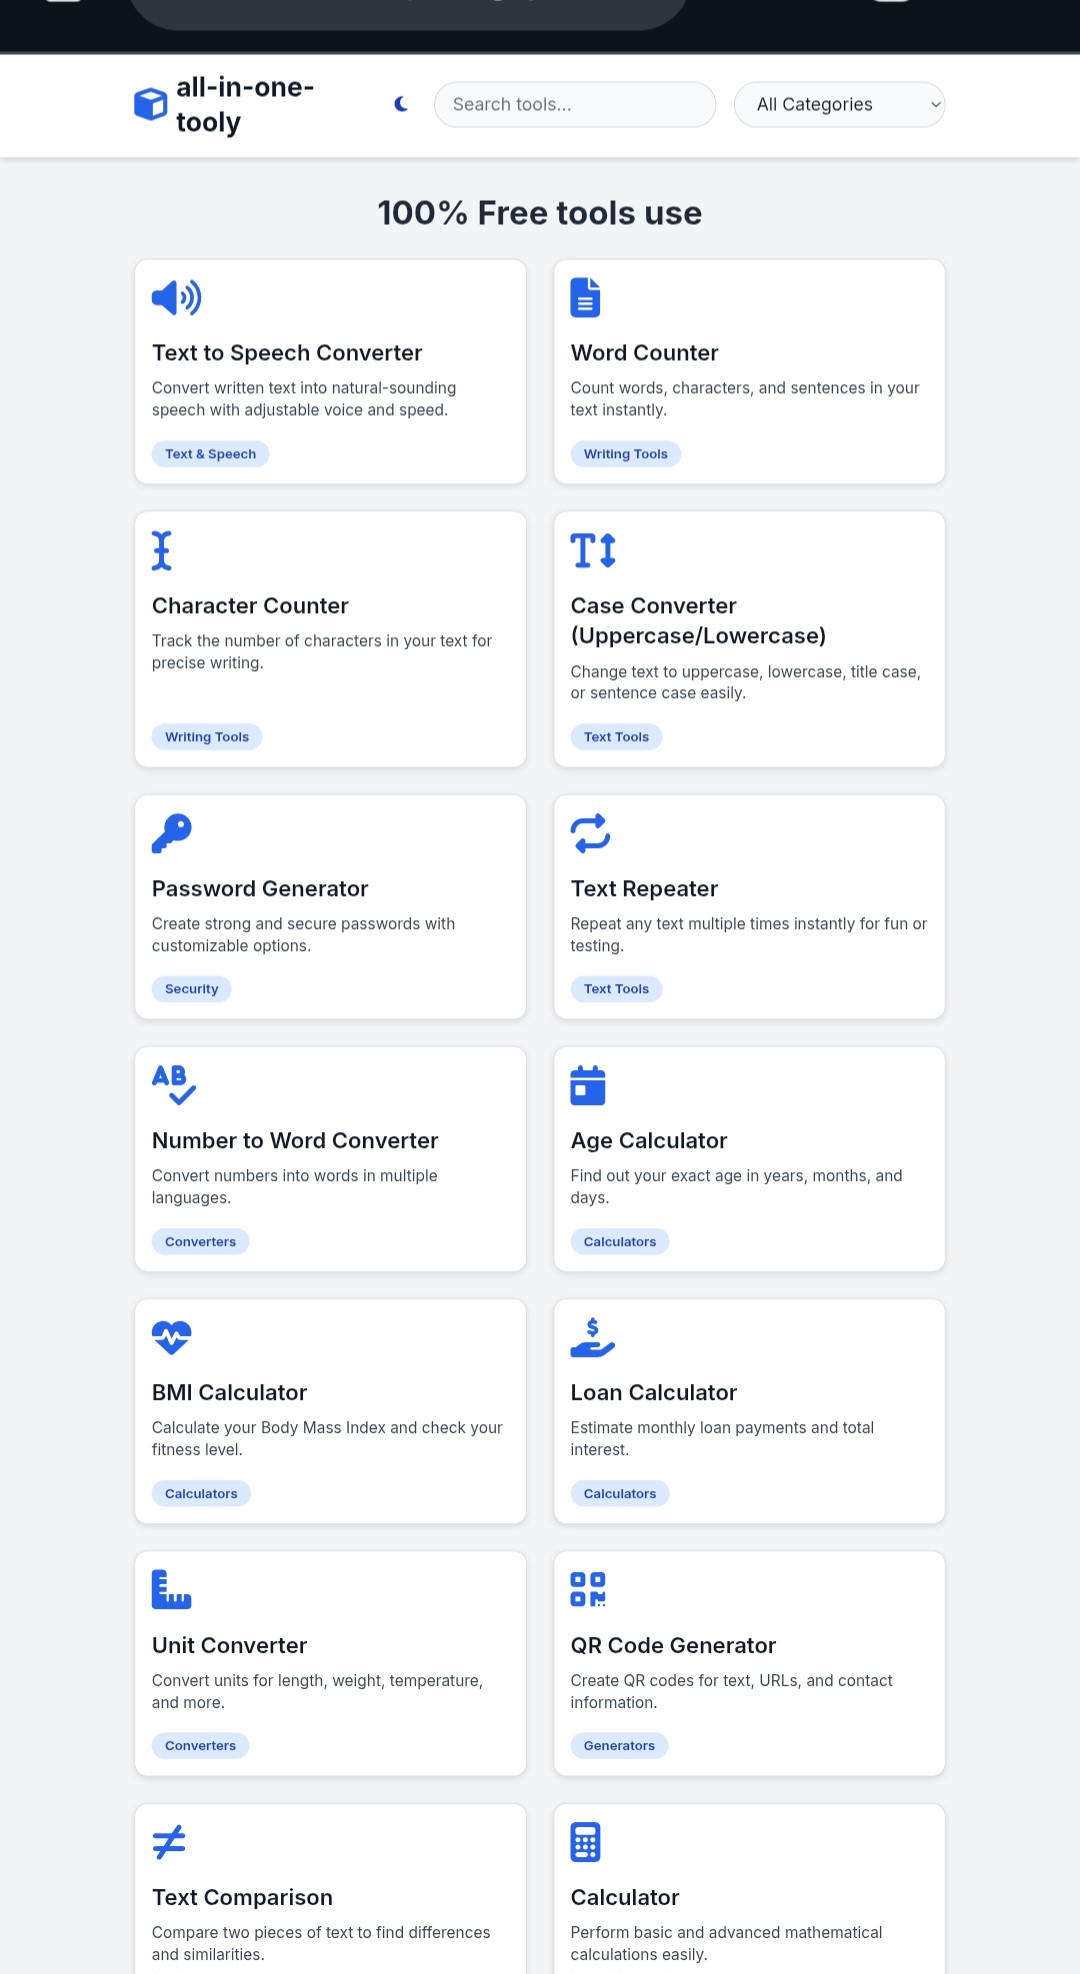 all-in-one-
tooly
Search tools...
All Categories
100% Free tools use
Text to Speech Converter
Convert written text into natural-sounding
speech with adjustable voice and speed.
Text & Speech
Word Counter
Count words, characters, and sentences in your
text instantly.
Writing Tools
Character Counter
Track the number of characters in your text for
precise writing.
Writing Tools
Case Converter
(Uppercase/Lowercase)
Change text to uppercase, lowercase, title case,
or sentence case easily.
Text Tools
Password Generator
Create strong and secure passwords with
customizable options.
Security
Text Repeater
Repeat any text multiple times instantly for fun or
testing.
Text Tools
AB
Number to Word Converter
Convert numbers into words in multiple
languages.
Converters
Age Calculator
Find out your exact age in years, months, and
days.
Calculators
BMI Calculator
Calculate your Body Mass Index and check your
fitness level.
Calculators
$
Loan Calculator
Estimate monthly loan payments and total
interest.
Calculators
Unit Converter
Convert units for length, weight, temperature,
and more.
Converters
QR Code Generator
Create QR codes for text, URLs, and contact
information.
Generators
Text Comparison
Compare two pieces of text to find differences
and similarities.
Calculator
Perform basic and advanced mathematical
calculations easily.